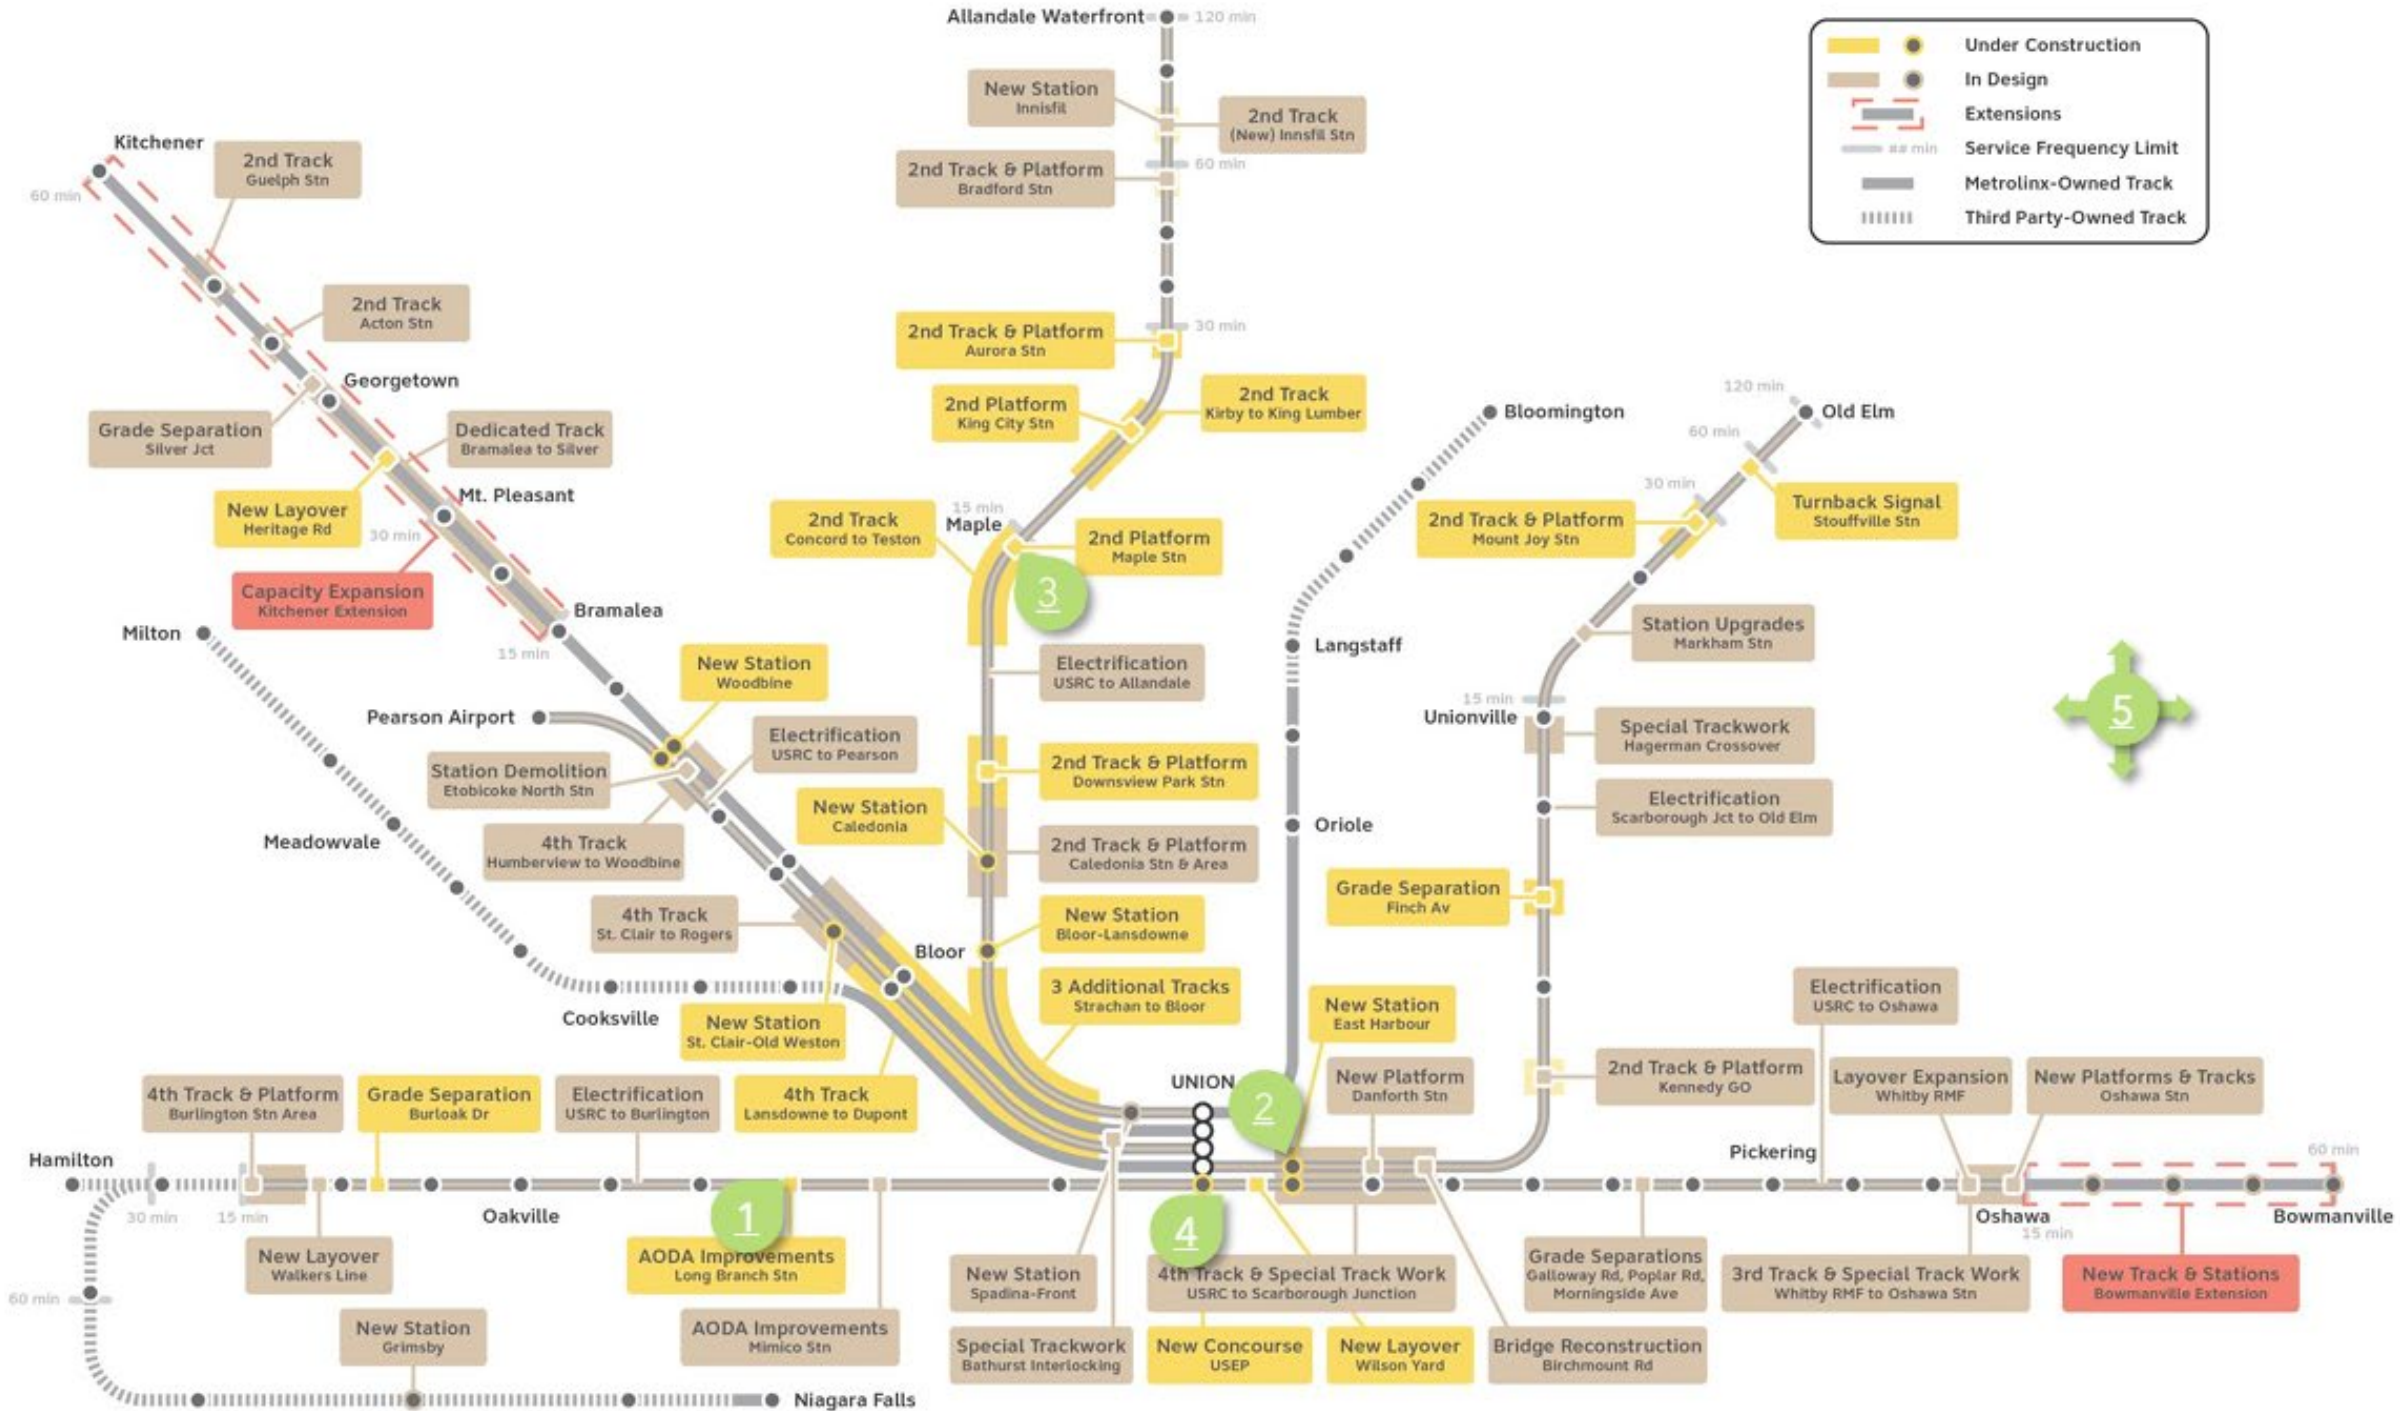 Allandale Waterfront
120 min
New Station
Innisfil
2nd Track
(New) Innsfil Stn
60 min
2nd Track & Platform
Bradford Stn
30 min
2nd Track & Platform
Aurora Stn
2nd Platform
King City Stn
2nd Track
Kirby to King Lumber
15 min
Maple
2nd Track
Concord to Teston
2nd Platform
Maple Stn
3
Electrification
USRC to Allandale
2nd Track & Platform
Downsview Park Stn
New Station
Caledonia
2nd Track & Platform
Caledonia Stn & Area
Bloor
New Station
Bloor-Lansdowne
3 Additional Tracks
Strachan to Bloor
Under Construction
In Design
Extensions
## min
Service Frequency Limit
Metrolinx-Owned Track
Third Party-Owned Track
Kitchener
60 min
2nd Track
Guelph Stn
2nd Track
Acton Stn
Georgetown
Grade Separation
Silver Jct
Dedicated Track
Bramalea to Silver
New Layover
Heritage Rd
Mt. Pleasant
30 min
Capacity Expansion
Kitchener Extension
Bramalea
15 min
Milton
New Station
Woodbine
Pearson Airport
Electrification
USRC to Pearson
Station Demolition
Etobicoke North Stn
4th Track
Humberview to Woodbine
Meadowvale
4th Track
St. Clair to Rogers
Cooksville
New Station
St. Clair-Old Weston
4th Track
Lansdowne to Dupont
Bloomington
Langstaff
Oriole
120 min
Old Elm
60 min
30 min
Turnback Signal
Stouffville Stn
2nd Track & Platform
Mount Joy Stn
Station Upgrades
Markham Stn
15 min
Unionville
Special Trackwork
Hagerman Crossover
Electrification
Scarborough Jct to Old Elm
Grade Separation
Finch Av
2nd Track & Platform
Kennedy GO
5
New Station
East Harbour
UNION
2
New Platform
Danforth Stn
Electrification
USRC to Oshawa
Layover Expansion
Whitby RMF
New Platforms & Tracks
Oshawa Stn
Pickering
60 min
4th Track & Platform
Burlington Stn Area
Grade Separation
Burloak Dr
Electrification
USRC to Burlington
Hamilton
30 min
15 min
Oakville
1
4
Oshawa
15 min
Bowmanville
New Layover
Walkers Line
AODA Improvements
Long Branch Stn
New Station
Spadina-Front
4th Track & Special Track Work
USRC to Scarborough Junction
Grade Separations
Galloway Rd, Poplar Rd,
Morningside Ave
3rd Track & Special Track Work
Whitby RMF to Oshawa Stn
New Track & Stations
Bowmanville Extension
60 min
New Station
Grimsby
AODA Improvements
Mimico Stn
Special Trackwork
Bathurst Interlocking
New Concourse
USEP
New Layover
Wilson Yard
Bridge Reconstruction
Birchmount Rd
Niagara Falls